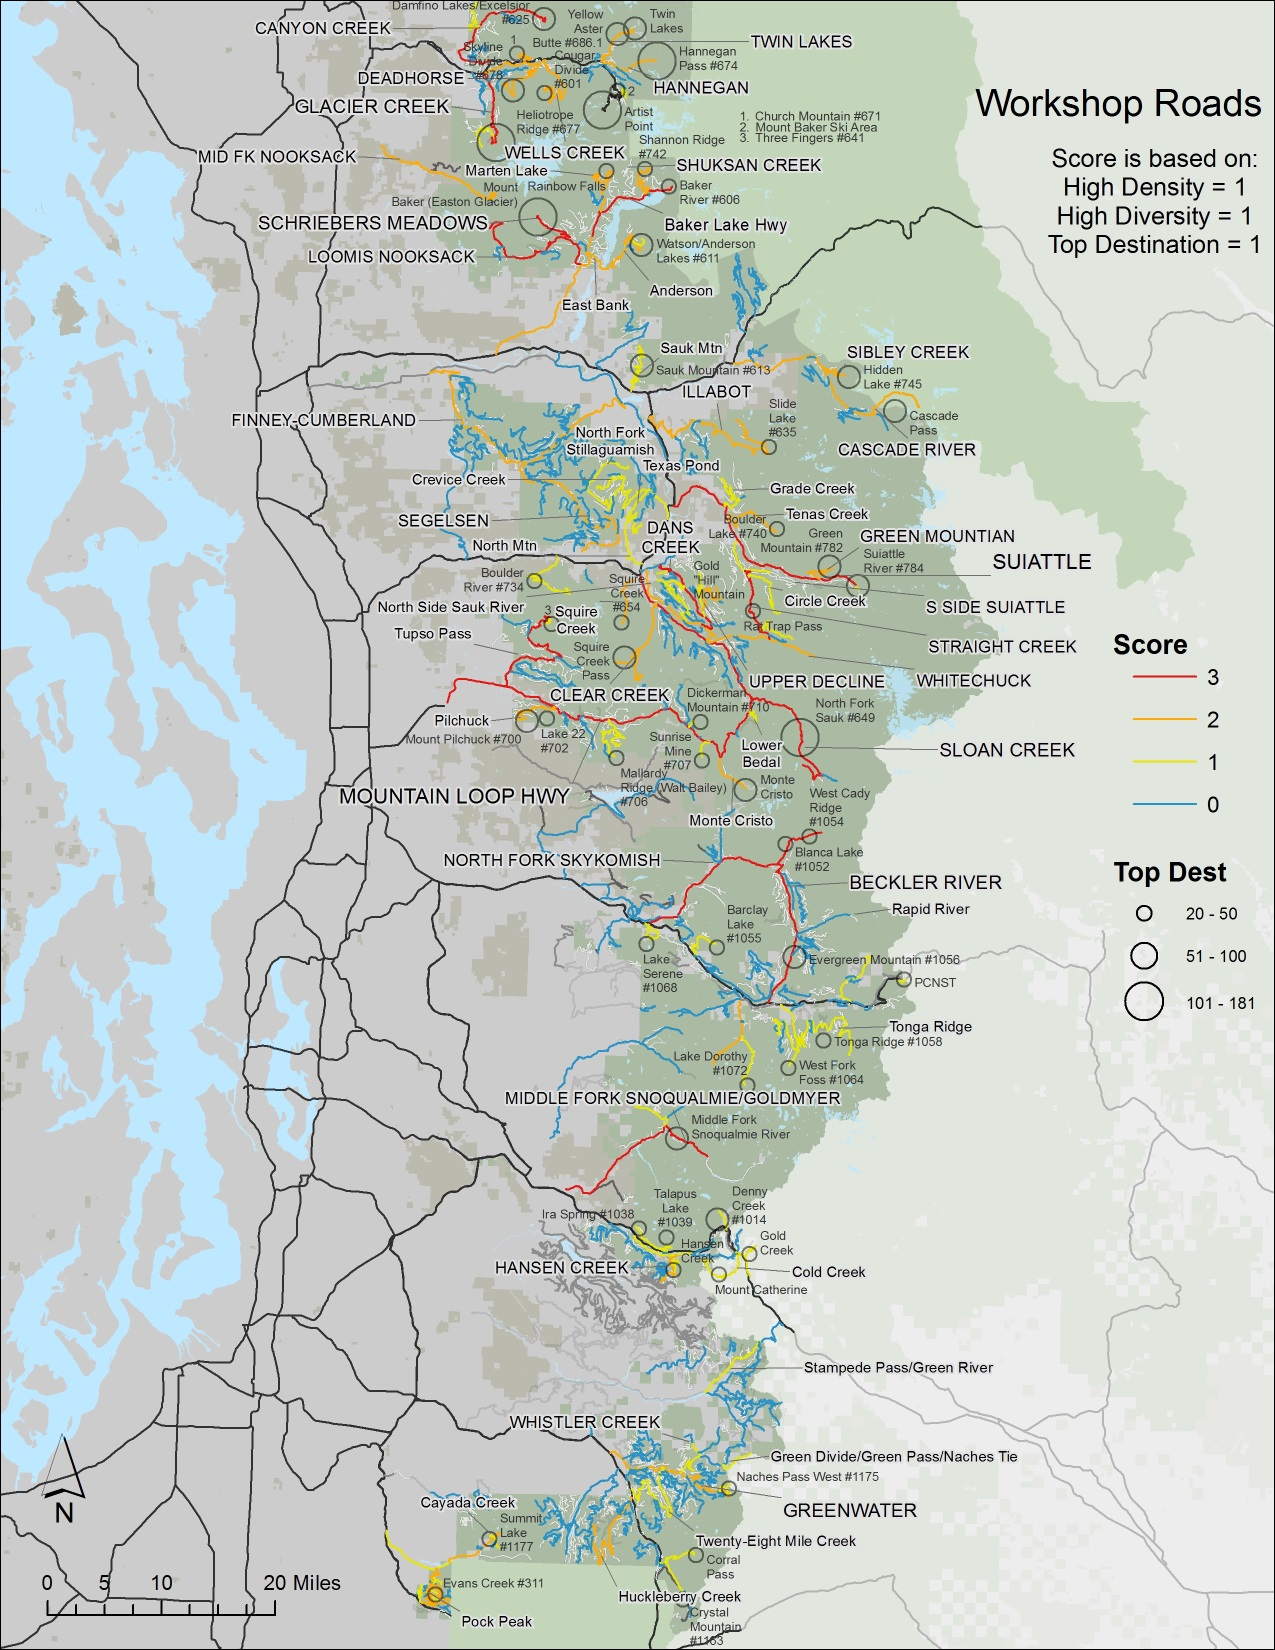 Workshop Roads
Score is based on:
High Density = 1
High Diversity = 1
Top Destination = 1
1. Church Mountain #671
2. Mount Baker Ski Area
3. Three Fingers #641
Damfino Lakes/Excelsior
#625
CANYON CREEK
Yellow
Aster
Butte #686.1
Twin
Lakes
TWIN LAKES
Skyline
Divide
#678
1
Cougar
Divide
#601
Hannegan
Pass #674
DEADHORSE
HANNEGAN
2
GLACIER CREEK
Heliotrope
Ridge #677
Artist
Point
Shannon Ridge
#742
MID FK NOOKSACK
WELLS CREEK
SHUKSAN CREEK
Marten Lake
Mount
Baker (Easton Glacier)
Rainbow Falls
Baker
River #606
SCHRIEBERS MEADOWS
Baker Lake Hwy
LOOMIS NOOKSACK
Watson/Anderson
Lakes #611
East Bank
Anderson
Sauk Mtn
Sauk Mountain #613
SIBLEY CREEK
Hidden
Lake #745
ILLABOT
Slide
Lake
#635
Cascade
Pass
FINNEY-CUMBERLAND
CASCADE RIVER
North Fork
Stillaguamish
Texas Pond
Crevice Creek
Grade Creek
SEGELSEN
DANS
CREEK
Boulder
Lake #740
Tenas Creek
Green
Mountain #782
GREEN MOUNTIAN
North Mtn
Suiattle
River #784
SUIATTLE
Boulder
River #734
Squire
Creek
#654
Gold
"Hill"
Mountain
North Side Sauk River
Circle Creek
S SIDE SUIATTLE
3
Squire
Creek
Tupso Pass
Rat Trap Pass
STRAIGHT CREEK
Squire
Creek
Pass
CLEAR CREEK
UPPER DECLINE
WHITECHUCK
Dickerman
Mountain #710
North Fork
Sauk #649
Pilchuck
Mount Pilchuck #700
Lake 22
#702
Sunrise
Mine
#707
Lower
Bedal
SLOAN CREEK
Mallardy
Ridge (Walt Bailey)
#706
Monte
Cristo
MOUNTAIN LOOP HWY
West Cady
Ridge
#1054
Monte Cristo
NORTH FORK SKYKOMISH
Blanca Lake
#1052
BECKLER RIVER
Rapid River
Barclay
Lake
#1055
Lake
Serene
#1068
Evergreen Mountain #1056
PCNST
Tonga Ridge
Tonga Ridge #1058
Lake Dorothy
#1072
West Fork
Foss #1064
MIDDLE FORK SNOQUALMIE/GOLDMYER
Middle Fork
Snoqualmie River
Talapus
Lake
#1039
Denny
Creek
#1014
Ira Spring #1038
Hansen
Creek
Gold
Creek
HANSEN CREEK
Cold Creek
Mount Catherine
Stampede Pass/Green River
WHISTLER CREEK
Green Divide/Green Pass/Naches Tie
Naches Pass West #1175
GREENWATER
Cayada Creek
Summit
Lake
#1177
Twenty-Eight Mile Creek
Corral
Pass
Evans Creek #311
Huckleberry Creek
Crystal
Mountain
#1163
Pock Peak
Score
3
2
1
0
Top Dest
20 - 50
51 - 100
101 - 181
N
0 5 10 20 Miles